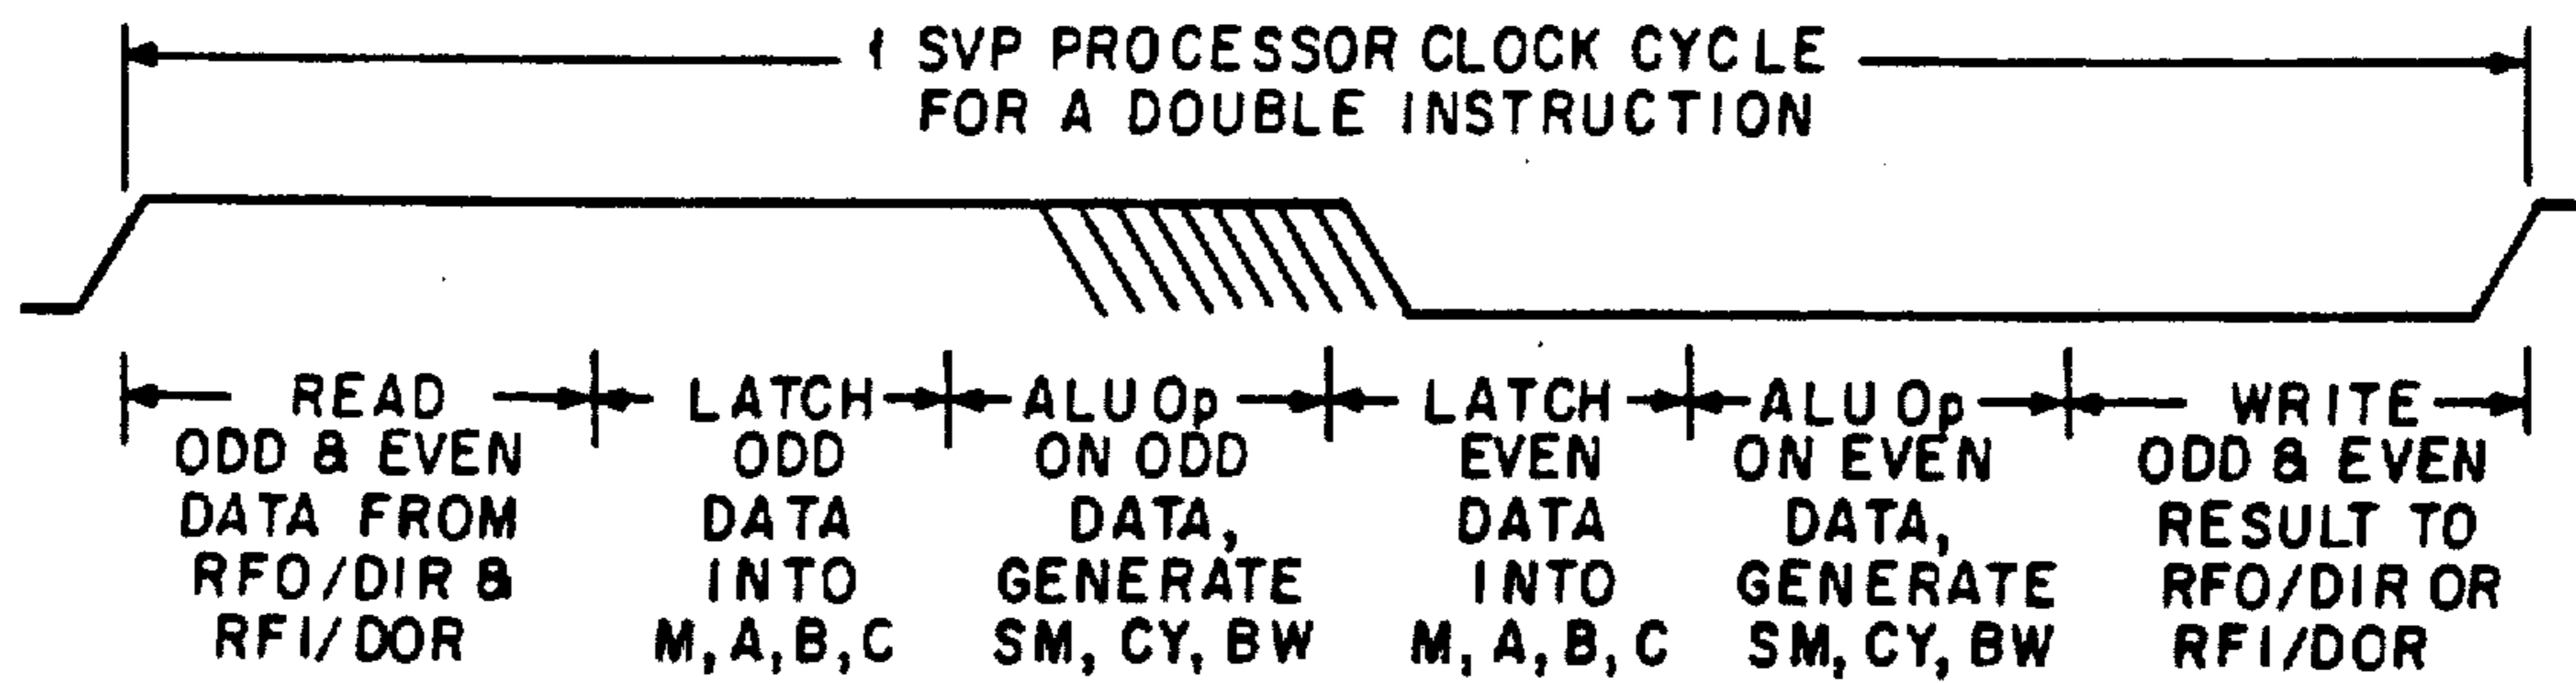 1 SVP PROCESSOR CLOCK CYCLE
FOR A DOUBLE INSTRUCTION
READ
ODD & EVEN
DATA FROM
RFO/DIR &
RFI/DOR
LATCH
ODD
DATA
INTO
M, A, B, C
ALU Op
ON ODD
DATA,
GENERATE
SM, CY, BW
LATCH
EVEN
DATA
INTO
M, A, B, C
ALU Op
ON EVEN
DATA,
GENERATE
SM, CY, BW
WRITE
ODD & EVEN
RESULT TO
RFO/DIR OR
RFI/DOR